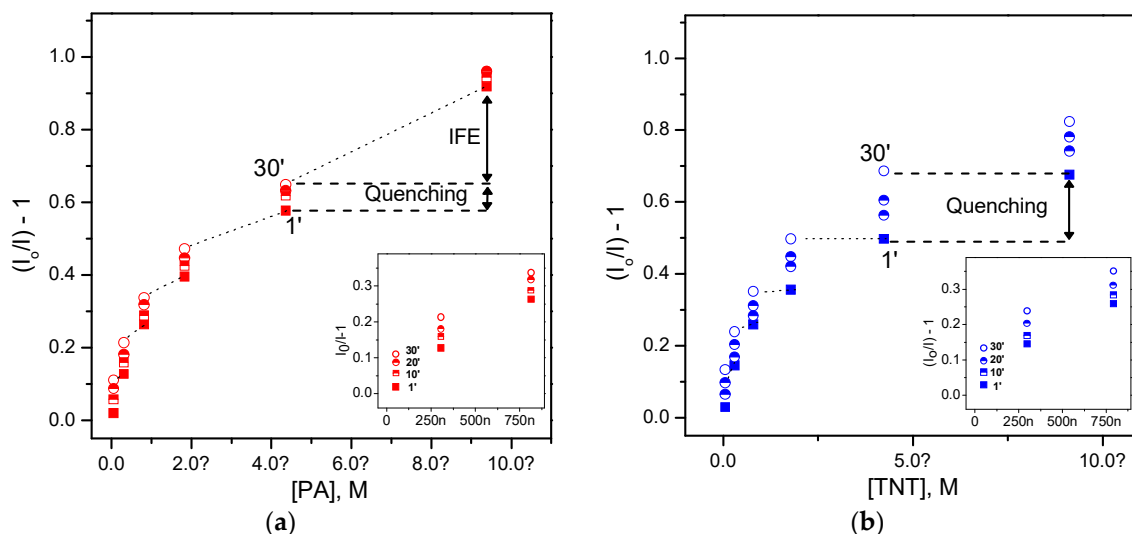 1.0
0.8
0.6
0.4
0.2
0.0
(I₀/I) - 1
30'
1'
IFE
Quenching
0.3
0.2
0.1
0.0
I₀/I-1
30'
20'
10'
1'
0 250n 500n 750n
0.0 2.0? 4.0? 6.0? 8.0? 10.0?
[PA], M
(a)
1.0
0.8
0.6
0.4
0.2
0.0
(Iₒ/I) - 1
30'
1'
Quenching
0.3
0.2
0.1
0.0
(Iₒ/I) - 1
30'
20'
10'
1'
0 250n 500n 750n
0.0 5.0? 10.0?
[TNT], M
(b)